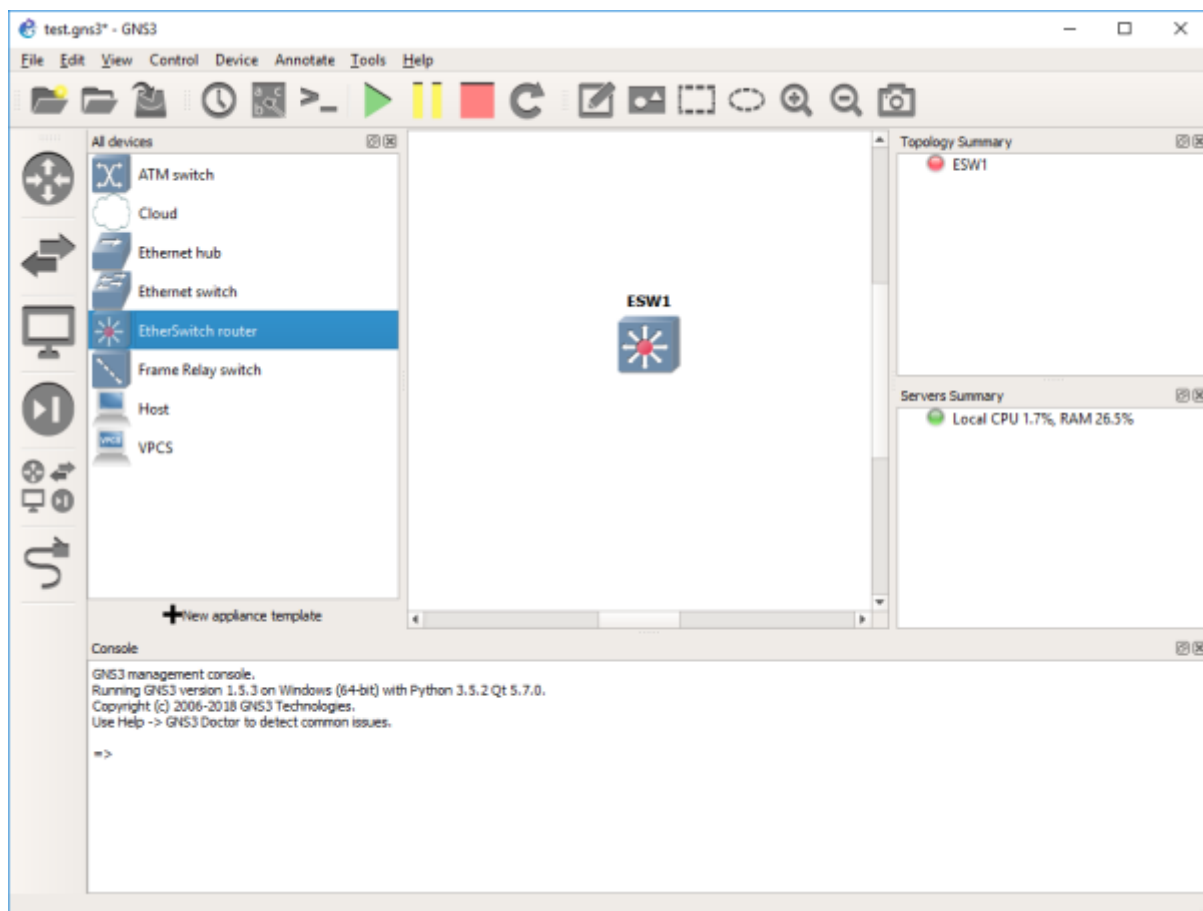 test.gns3* - GNS3
File Edit View Control Device Annotate Tools Help
All devices
ATM switch
Cloud
Ethernet hub
Ethernet switch
EtherSwitch router
Frame Relay switch
Host
VPCS
VPCS
New appliance template
ESW1
Topology Summary
ESW1
Servers Summary
Local CPU 1.7%, RAM 26.5%
Console
GNS3 management console.
Running GNS3 version 1.5.3 on Windows (64-bit) with Python 3.5.2 Qt 5.7.0.
Copyright (c) 2006-2018 GNS3 Technologies.
Use Help -> GNS3 Doctor to detect common issues.
=>